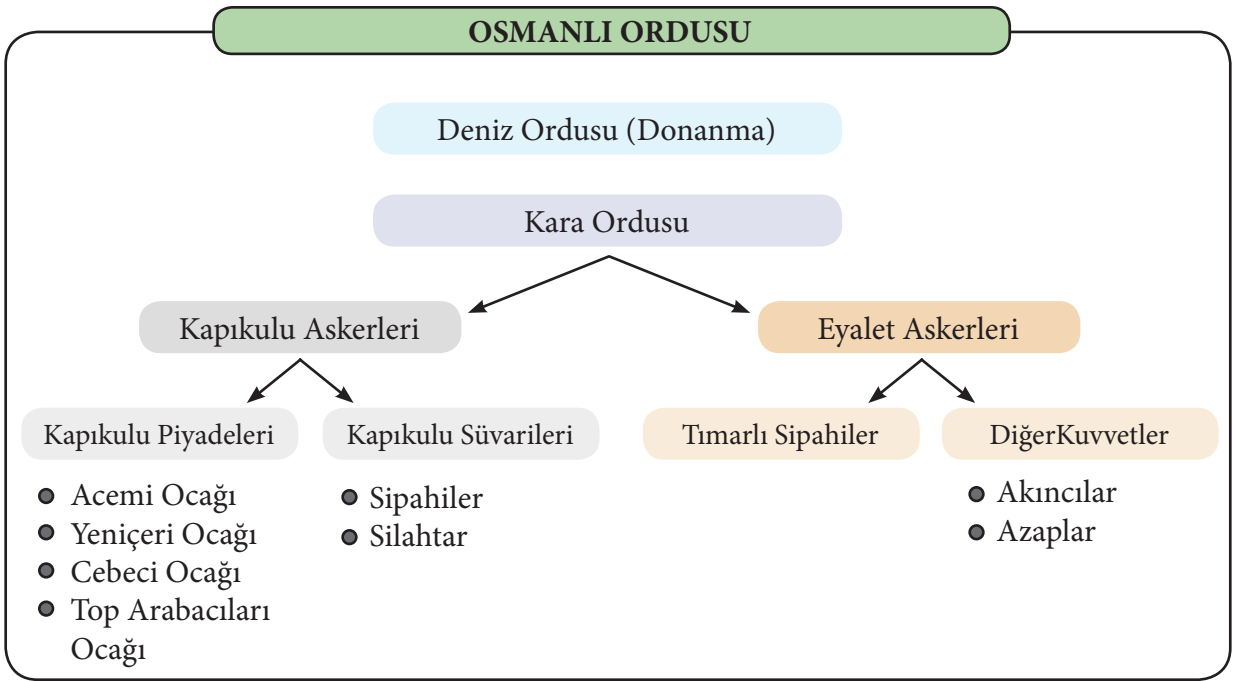 OSMANLI ORDUSU
Deniz Ordusu (Donanma)
Kara Ordusu
Kapıkulu Askerleri
Eyalet Askerleri
Kapıkulu Piyadeleri
Kapıkulu Süvarileri
Tımarlı Sipahiler
DiğerKuvvetler
Acemi Ocağı
Yeniçeri Ocağı
Cebeci Ocağı
Top Arabacıları
Ocağı
Sipahiler
Silahtar
Akıncılar
Azaplar